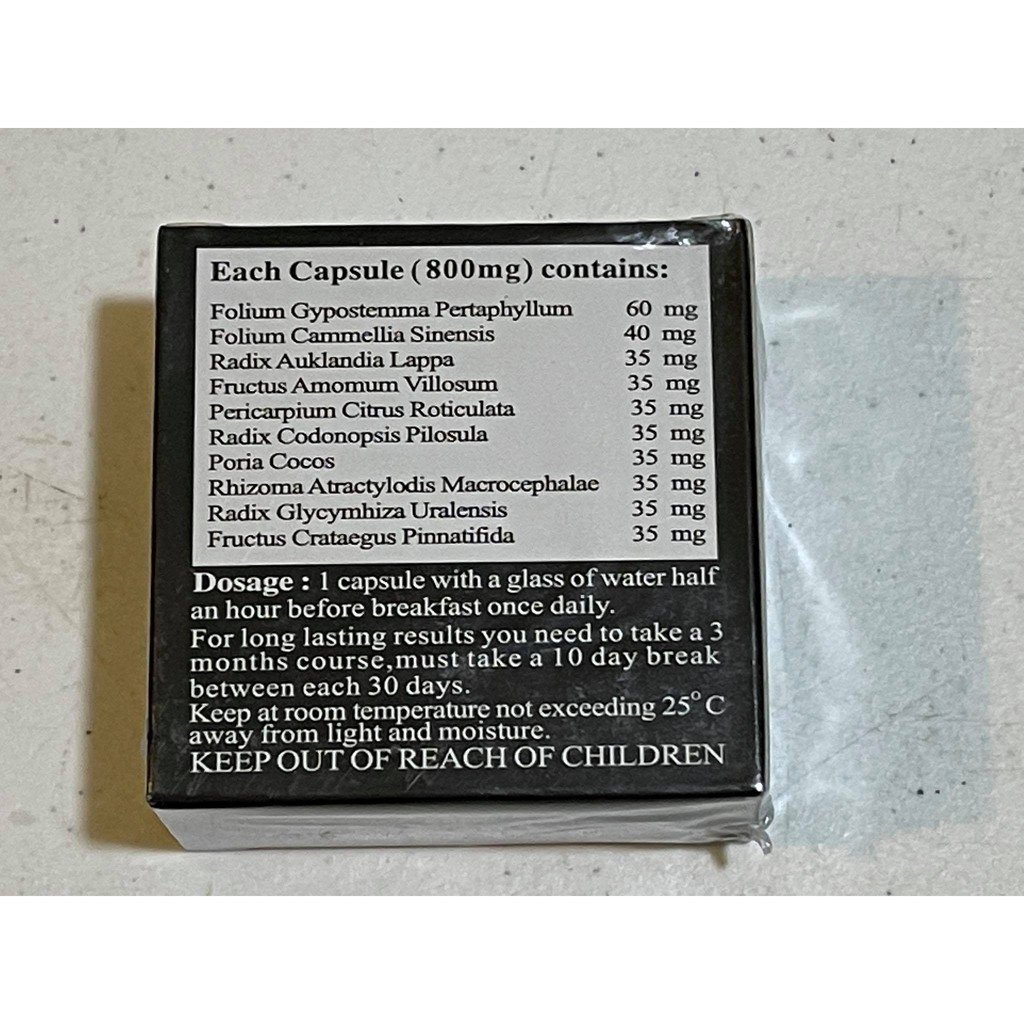 Each Capsule (800mg) contains:
Folium Gypostemma Pertaphyllum 60 mg
Folium Cammellia Sinensis 40 mg
Radix Auklandia Lappa 35 mg
Fructus Amomum Villosum 35 mg
Pericarpium Citrus Roticulata 35 mg
Radix Codonopsis Pilosula 35 mg
Poria Cocos 35 mg
Rhizoma Atractylodis Macrocephalae 35 mg
Radix Glycymhiza Uralensis 35 mg
Fructus Crataegus Pinnatifida 35 mg
Dosage : 1 capsule with a glass of water half
an hour before breakfast once daily.
For long lasting results you need to take a 3
months course,must take a 10 day break
between each 30 days.
Keep at room temperature not exceeding 25° C
away from light and moisture.
KEEP OUT OF REACH OF CHILDREN